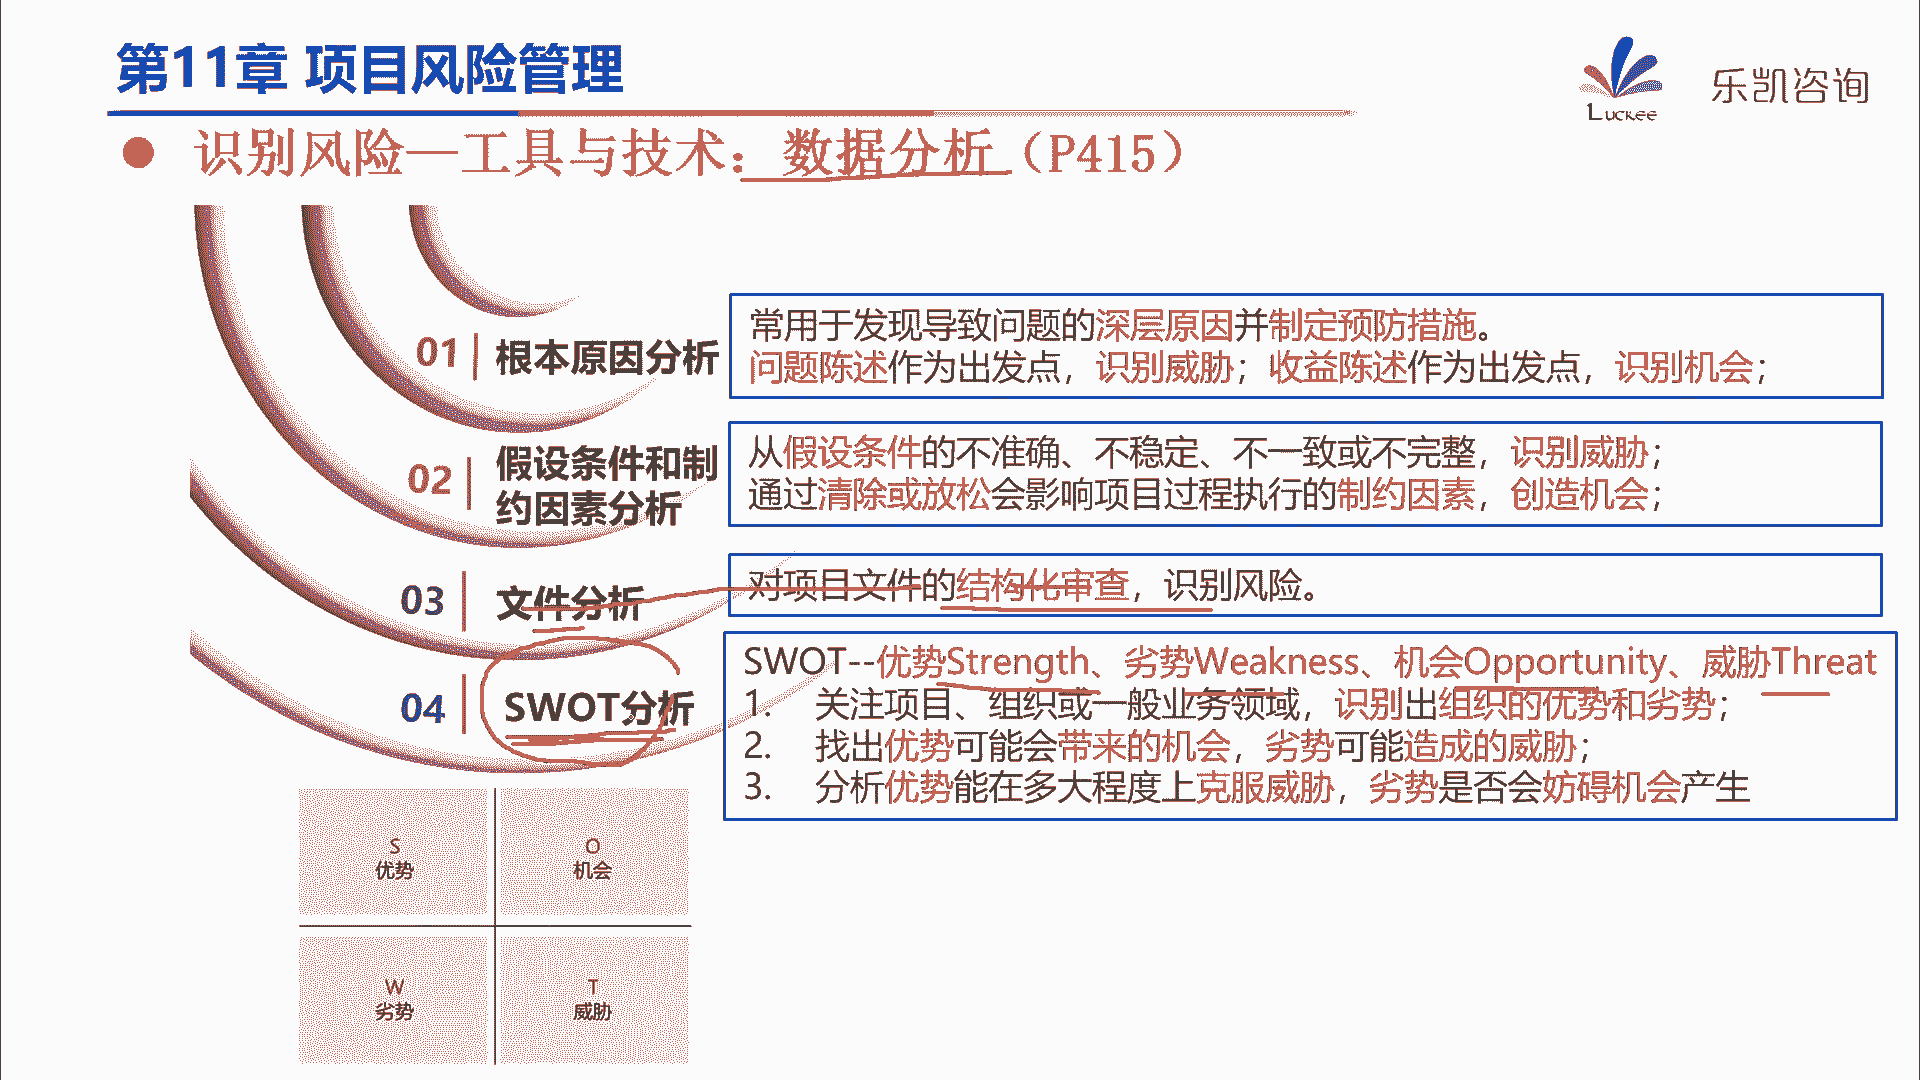 第11章 项目风险管理
Luckee
乐凯咨询
识别风险—工具与技术：数据分析（P415）
01
根本原因分析
常用于发现导致问题的深层原因并制定预防措施。
问题陈述作为出发点，识别威胁；收益陈述作为出发点，识别机会；
02
假设条件和制
约因素分析
从假设条件的不准确、不稳定、不一致或不完整，识别威胁；
通过清除或放松会影响项目过程执行的制约因素，创造机会；
03
文件分析
对项目文件的结构化审查，识别风险。
04
SWOT分析
SWOT--优势Strength、劣势Weakness、机会Opportunity、威胁Threat
1. 关注项目、组织或一般业务领域，识别出组织的优势和劣势；
2. 找出优势可能会带来的机会，劣势可能造成的威胁；
3. 分析优势能在多大程度上克服威胁，劣势是否会妨碍机会产生
S
优势
O
机会
W
劣势
T
威胁